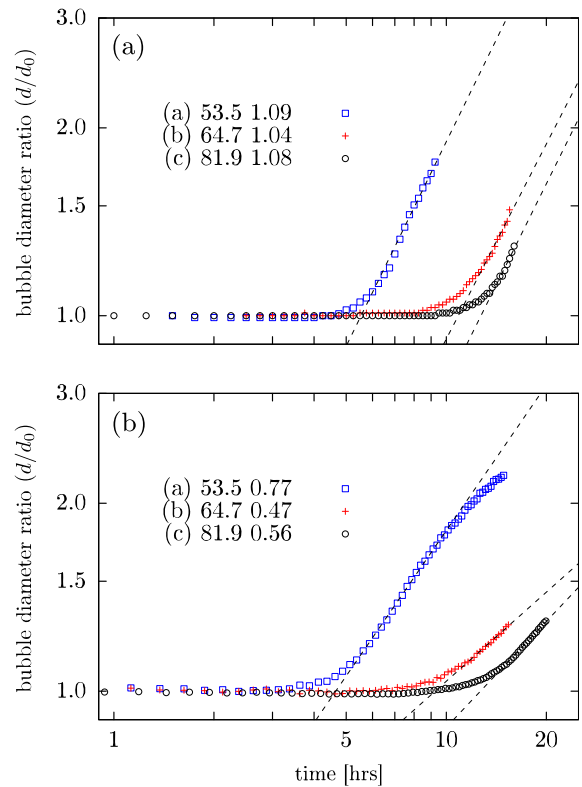 3.0
2.0
1.5
1.0
bubble diameter ratio (d/d₀)
(a)
(a) 53.5 1.09
(b) 64.7 1.04
(c) 81.9 1.08
3.0
2.0
1.5
1.0
bubble diameter ratio (d/d₀)
(b)
(a) 53.5 0.77
(b) 64.7 0.47
(c) 81.9 0.56
1 5 10 20
time [hrs]